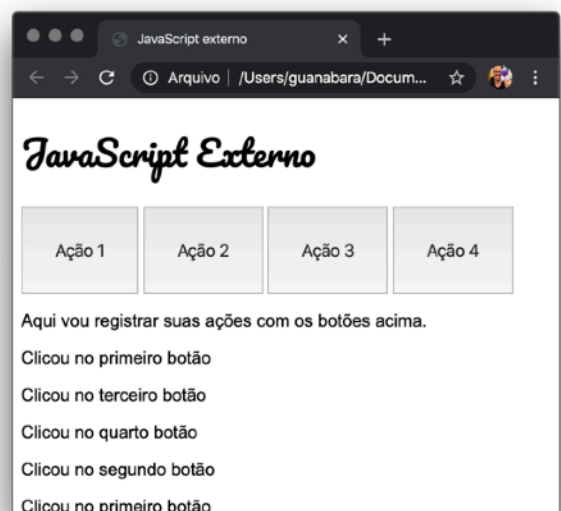 JavaScript externo
Arquivo | /Users/guanabara/Docum...
JavaScript Externo
Ação 1 Ação 2 Ação 3 Ação 4
Aqui vou registrar suas ações com os botões acima.
Clicou no primeiro botão
Clicou no terceiro botão
Clicou no quarto botão
Clicou no segundo botão
Clicou no primeiro botão